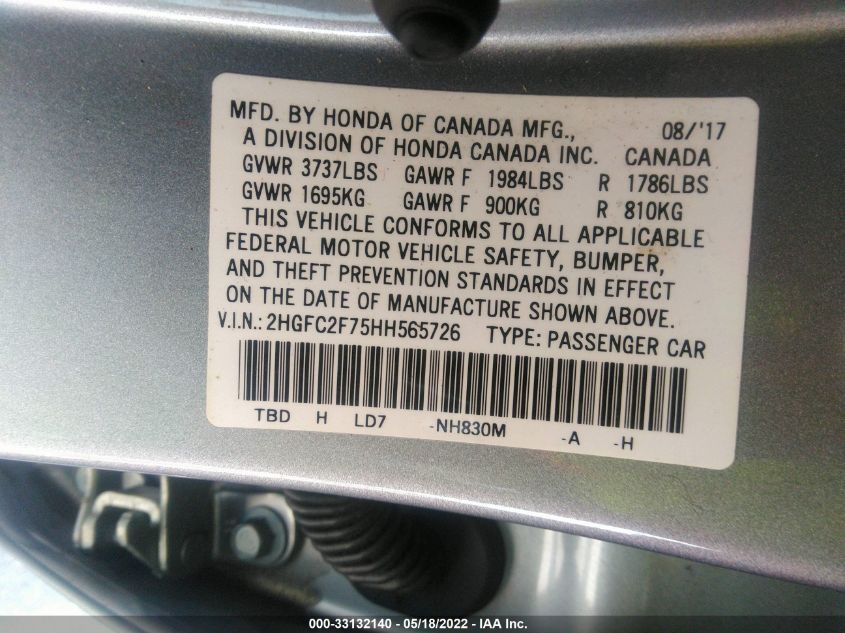 MFD. BY HONDA OF CANADA MFG., 08/'17
A DIVISION OF HONDA CANADA INC. CANADA
GVWR 3737LBS GAWR F 1984LBS R 1786LBS
GVWR 1695KG GAWR F 900KG R 810KG
THIS VEHICLE CONFORMS TO ALL APPLICABLE
FEDERAL MOTOR VEHICLE SAFETY, BUMPER,
AND THEFT PREVENTION STANDARDS IN EFFECT
ON THE DATE OF MANUFACTURE SHOWN ABOVE.
V.I.N.: 2HGFC2F75HH565726 TYPE: PASSENGER CAR
TBD H LD7 -NH830M -A -H
000-33132140 - 05/18/2022 - IAA Inc.